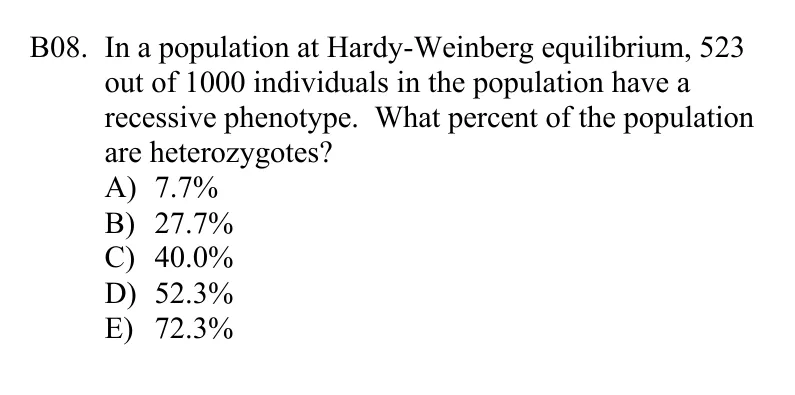 B08. In a population at Hardy-Weinberg equilibrium, 523
out of 1000 individuals in the population have a
recessive phenotype. What percent of the population
are heterozygotes?
A) 7.7%
B) 27.7%
C) 40.0%
D) 52.3%
E) 72.3%